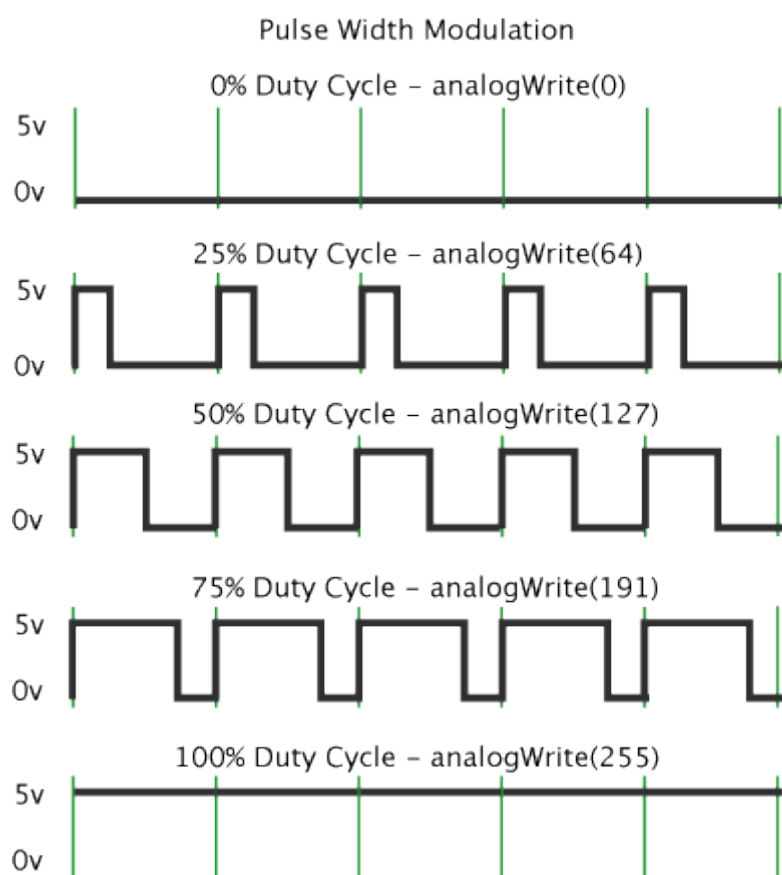 Pulse Width Modulation
0% Duty Cycle – analogWrite(0)
5v
0v
25% Duty Cycle – analogWrite(64)
5v
0v
50% Duty Cycle – analogWrite(127)
5v
0v
75% Duty Cycle – analogWrite(191)
5v
0v
100% Duty Cycle – analogWrite(255)
5v
0v